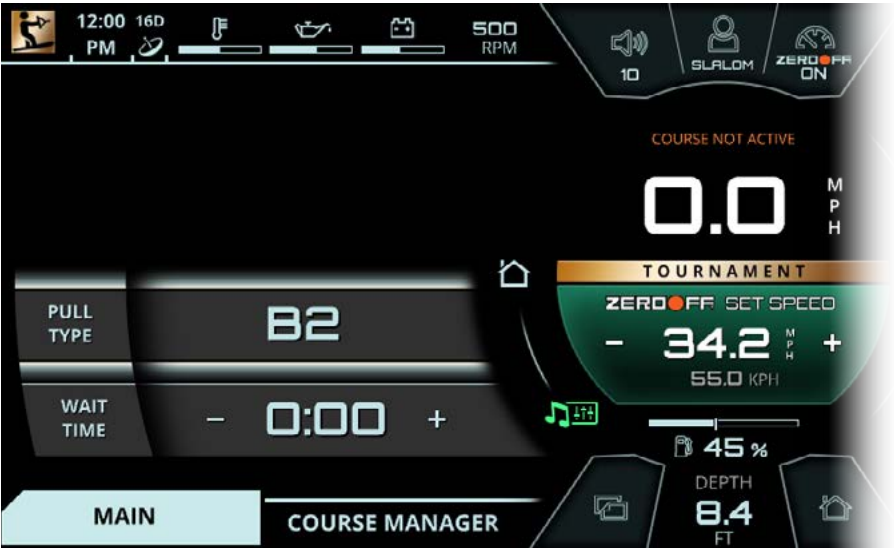 12:00 16D
PM
500
RPM
10
SLALOM
ZEROOFF
ON
COURSE NOT ACTIVE
0.0
MPH
TOURNAMENT
ZEROOFF SET SPEED
- 34.2 MPH +
55.0 KPH
PULL
TYPE
B2
WAIT
TIME
- 0:00 +
45 %
DEPTH
8.4
FT
MAIN
COURSE MANAGER